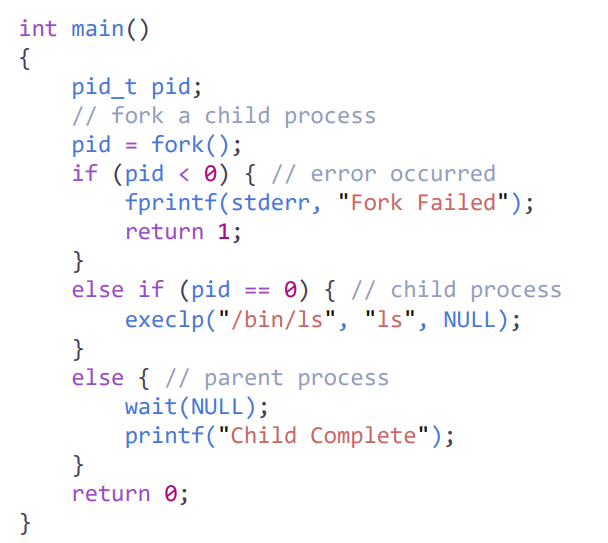 int main()
{
    pid_t pid;
    // fork a child process
    pid = fork();
    if (pid < 0) { // error occurred
        fprintf(stderr, "Fork Failed");
        return 1;
    }
    else if (pid == 0) { // child process
        execlp("/bin/ls", "ls", NULL);
    }
    else { // parent process
        wait(NULL);
        printf("Child Complete");
    }
    return 0;
}